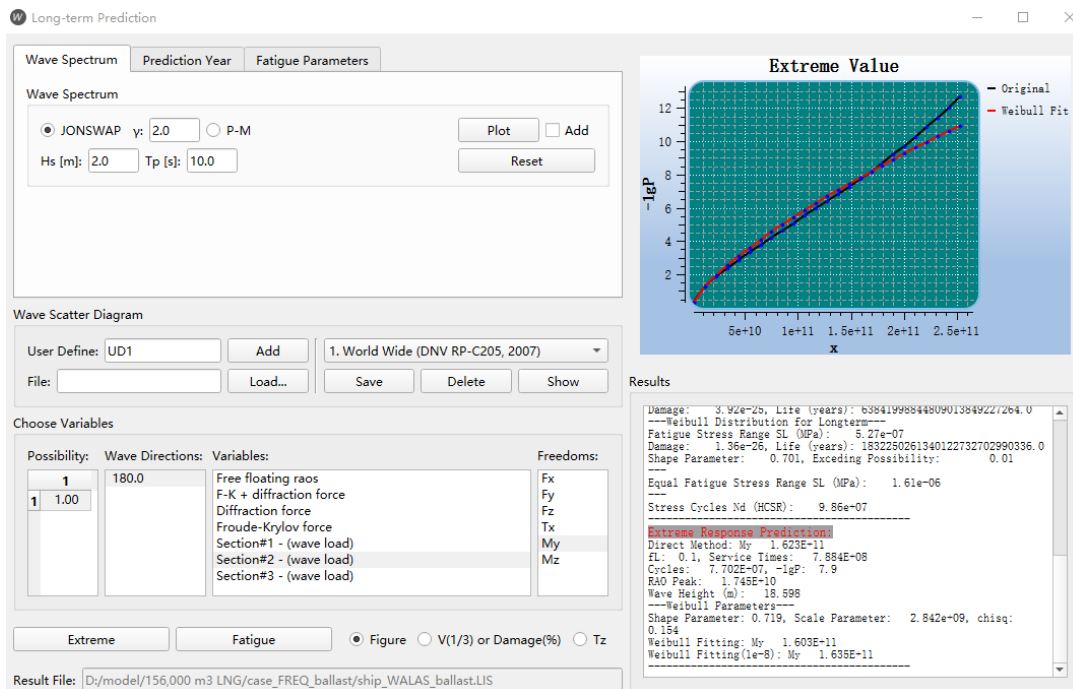 Long-term Prediction
Wave Spectrum Prediction Year Fatigue Parameters
Wave Spectrum
JONSWAP γ: 2.0 P-M Plot Add
Hs [m]: 2.0 Tp [s]: 10.0 Reset
Wave Scatter Diagram
User Define: UD1 Add 1. World Wide (DNV RP-C205, 2007)
File: Load... Save Delete Show
Choose Variables
Possibility: Wave Directions: Variables: Freedoms:
1 180.0 Free floating raos Fx
1 1.00 F-K + diffraction force Fy
Diffraction force Fz
Froude-Krylov force Tx
Section#1 - (wave load) My
Section#2 - (wave load) Mz
Section#3 - (wave load)
Extreme Fatigue Figure V(1/3) or Damage(%) Tz
Result File: D:/model/156,000 m3 LNG/case_FREQ_ballast/ship_WALAS_ballast.LIS
Extreme Value
Original
Weibull Fit
-lgP
12
10
8
6
4
2
5e+10 1e+11 1.5e+11 2e+11 2.5e+11
x
Results
Damage: 3.92e-25, Life (years): 6384199884480901384922726​4.0
---Weibull Distribution for Longterm---
Fatigue Stress Range SL (MPa): 5.27e-07
Damage: 1.36e-26, Life (years): 1832250261340122732702990336.0
Shape Parameter: 0.701, Exceding Possibility: 0.01
---
Equal Fatigue Stress Range SL (MPa): 1.61e-06
---
Stress Cycles Nd (HCSR): 9.86e+07
--------------------------------------------
Extreme Response Prediction:
Direct Method: My 1.623E+11
fL: 0.1, Service Times: 7.884E+08
Cycles: 7.702E+07, -lgP: 7.9
RAO Peak: 1.745E+10
Wave Height (m): 18.598
---Weibull Parameters---
Shape Parameter: 0.719, Scale Parameter: 2.842e+09, chisq:
0.154
Weibull Fitting: My 1.603E+11
Weibull Fitting(1e-8): My 1.635E+11
--------------------------------------------